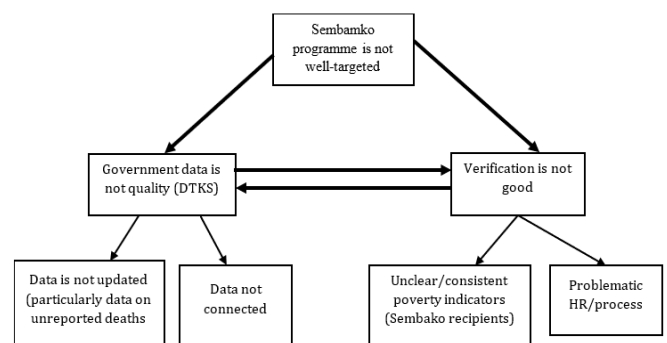 Sembamko
programme is not
well-targeted
Government data is
not quality (DTKS)
Verification is not
good
Data is not updated
(particularly data on
unreported deaths
Data not
connected
Unclear/consistent
poverty indicators
(Sembako recipients)
Problematic
HR/process